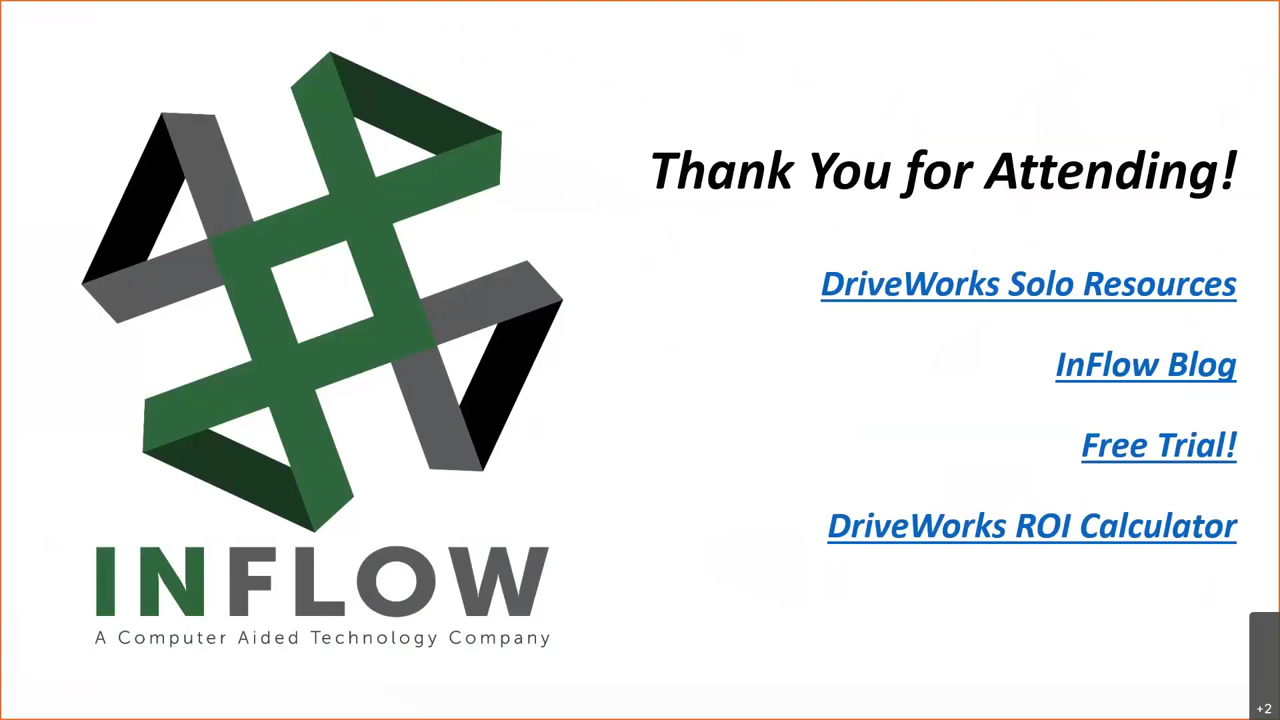 Thank You for Attending!
DriveWorks Solo Resources
InFlow Blog
Free Trial!
DriveWorks ROI Calculator
INFLOW
A Computer Aided Technology Company
+2